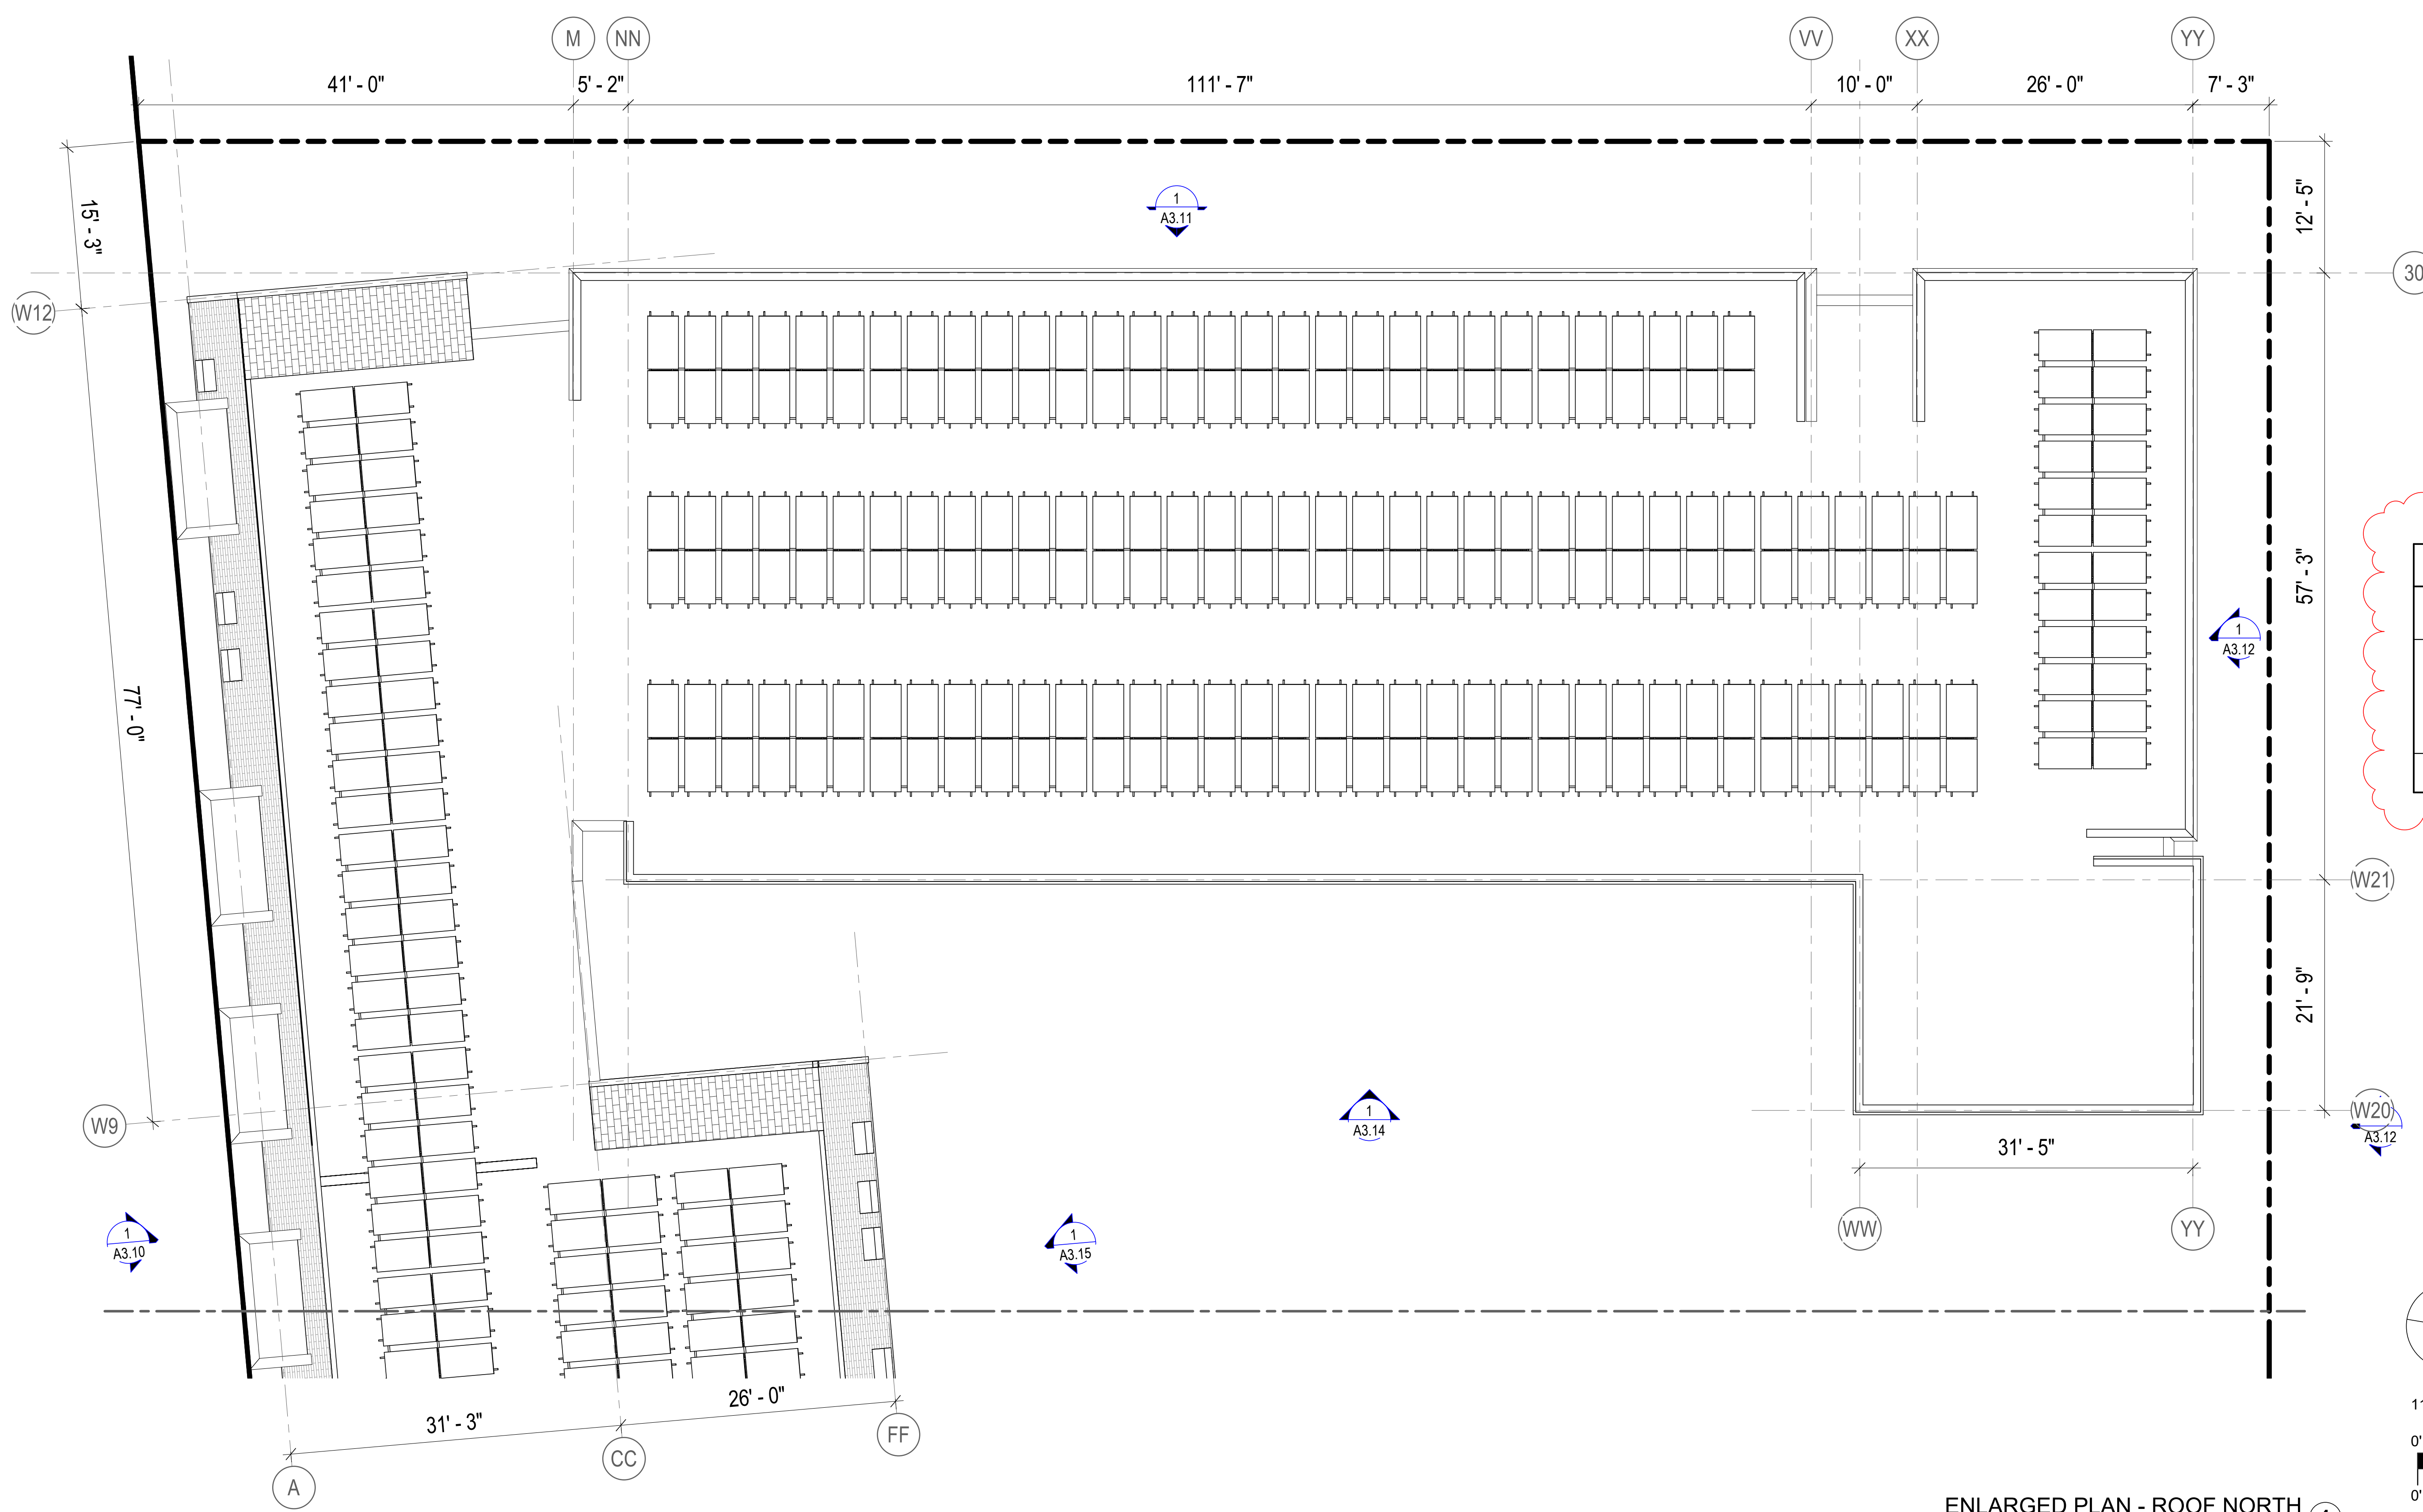 M NN VV XX YY
41' - 0" 5' - 2" 111' - 7" 10' - 0" 26' - 0" 7' - 3"
15' - 3"
12' - 5"
1
A3.11
30
W12
57' - 3"
1
A3.12
77' - 0"
W21
21' - 9"
W9
1
A3.14
W20
A3.12
31' - 5"
1
A3.10
1
A3.15
WW YY
26' - 0"
31' - 3"
FF
CC
A
11
0'
0'
ENLARGED PLAN - ROOF NORTH